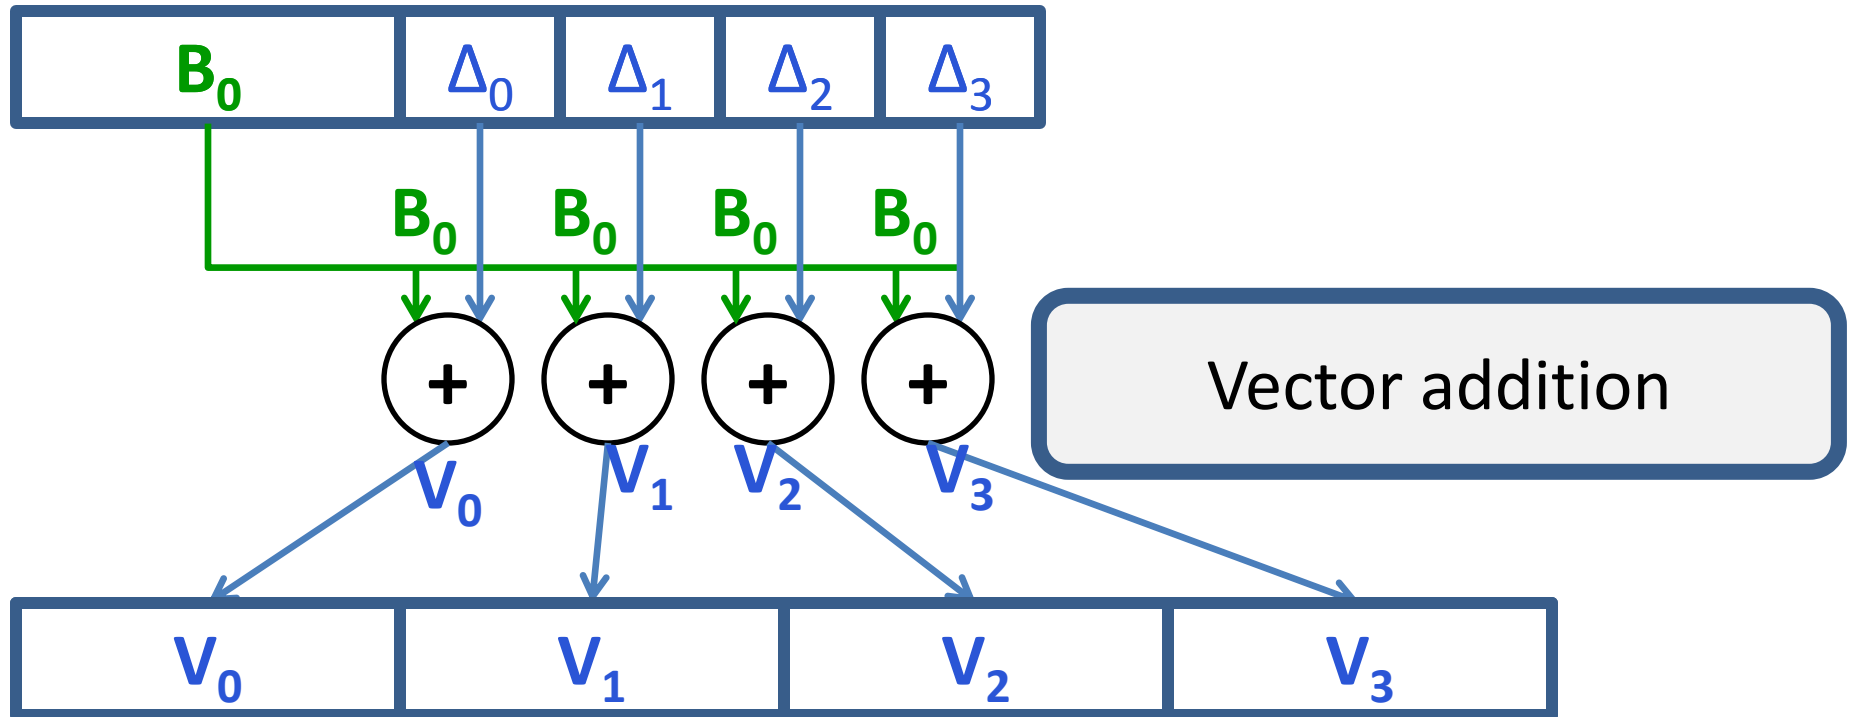 B₀ Δ₀ Δ₁ Δ₂ Δ₃
B₀ B₀ B₀ B₀
+ + + +
Vector addition
V₀ V₁ V₂ V₃
V₀ V₁ V₂ V₃